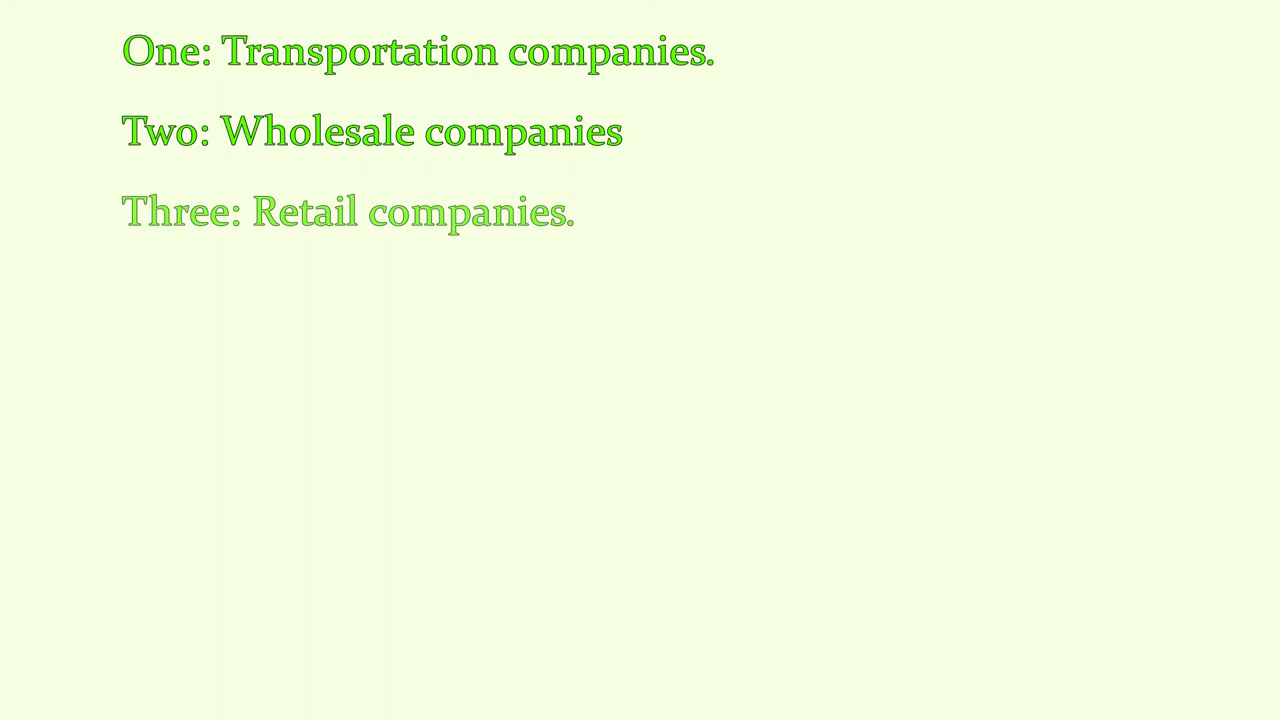 One: Transportation companies.
Two: Wholesale companies
Three: Retail companies.